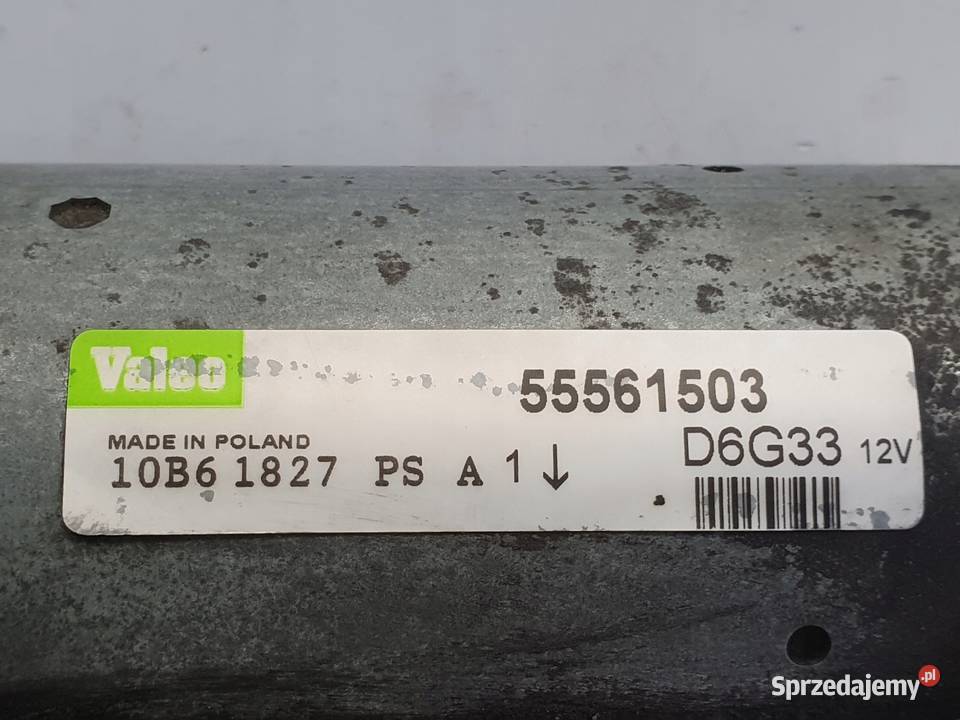 Valeo
55561503
MADE IN POLAND
D6G33 12V
10B6 1827 PS A 1 ↓
Sprzedajemy.pl